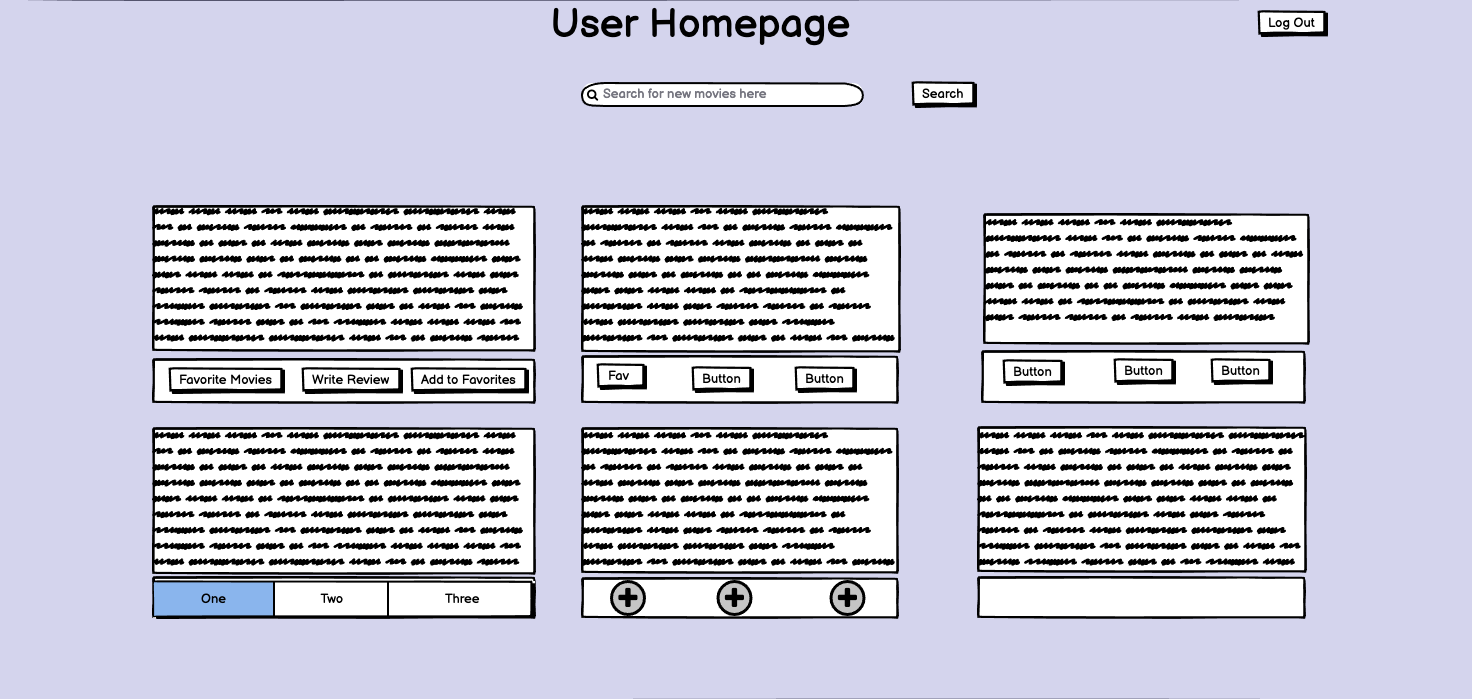 User Homepage
Log Out
Search for new movies here
Search
Favorite Movies
Write Review
Add to Favorites
Fav
Button
Button
Button
Button
Button
One
Two
Three